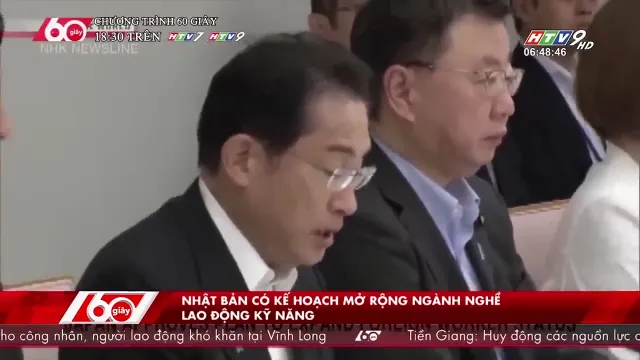 60 giây
CHƯƠNG TRÌNH 60 GIÂY
18:30 TRÊN HTV7 HTV9
NHK NEWSLINE
HTV9 HD
06:48:46
60 giây
NHẬT BẢN CÓ KẾ HOẠCH MỞ RỘNG NGÀNH NGHỀ
LAO ĐỘNG KỸ NĂNG
ho công nhân, người lao động khó khăn tại Vĩnh Long
Tiền Giang: Huy động các nguồn lực